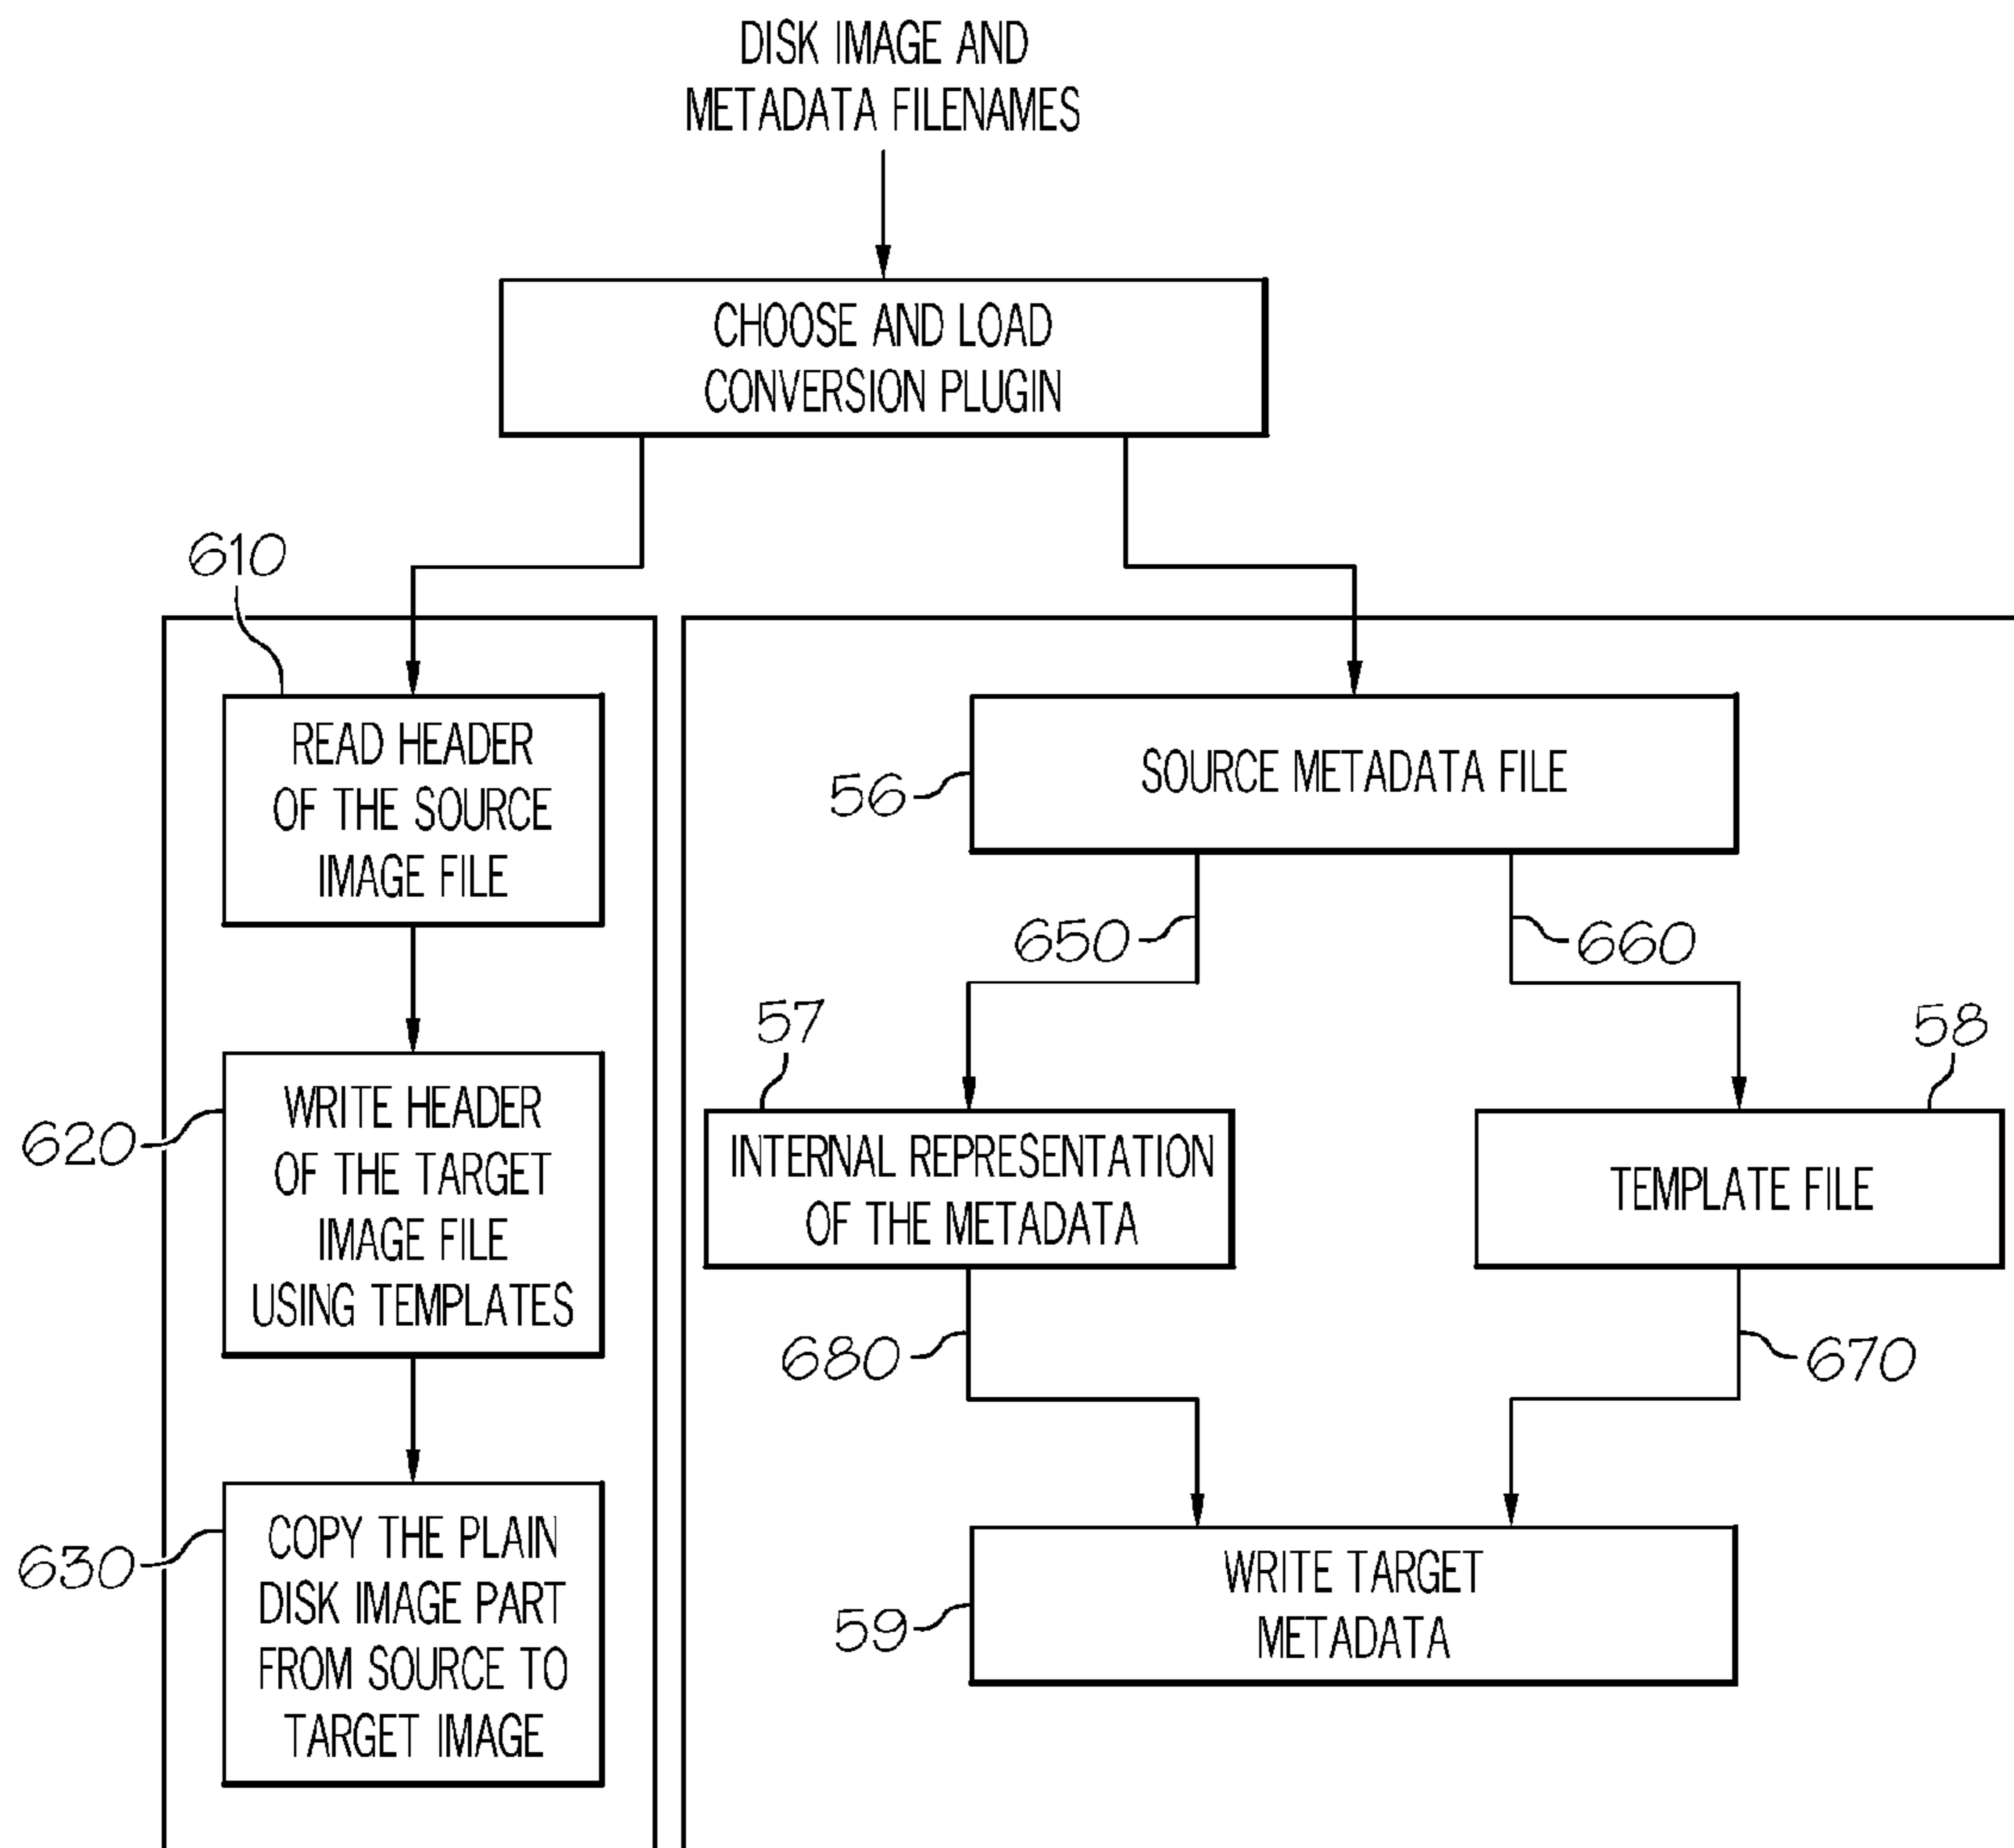 DISK IMAGE AND
METADATA FILENAMES
CHOOSE AND LOAD
CONVERSION PLUGIN
610
READ HEADER
OF THE SOURCE
IMAGE FILE
620
WRITE HEADER
OF THE TARGET
IMAGE FILE
USING TEMPLATES
630
COPY THE PLAIN
DISK IMAGE PART
FROM SOURCE TO
TARGET IMAGE
56
SOURCE METADATA FILE
650
660
57
INTERNAL REPRESENTATION
OF THE METADATA
58
TEMPLATE FILE
680
670
59
WRITE TARGET
METADATA